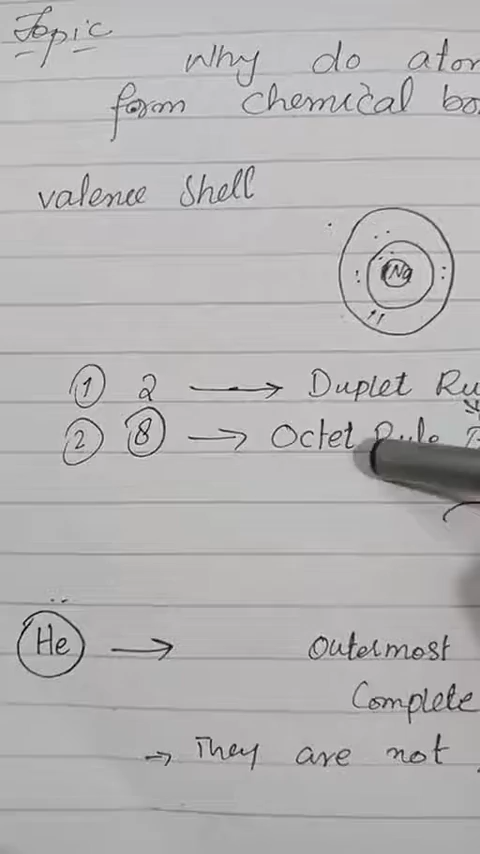 Topic
Why do ator
form chemical bo
valence shell
Na
1 2 → Duplet Ru
2 8 → Octet Rule
He → Outermost
Complete
→ They are not